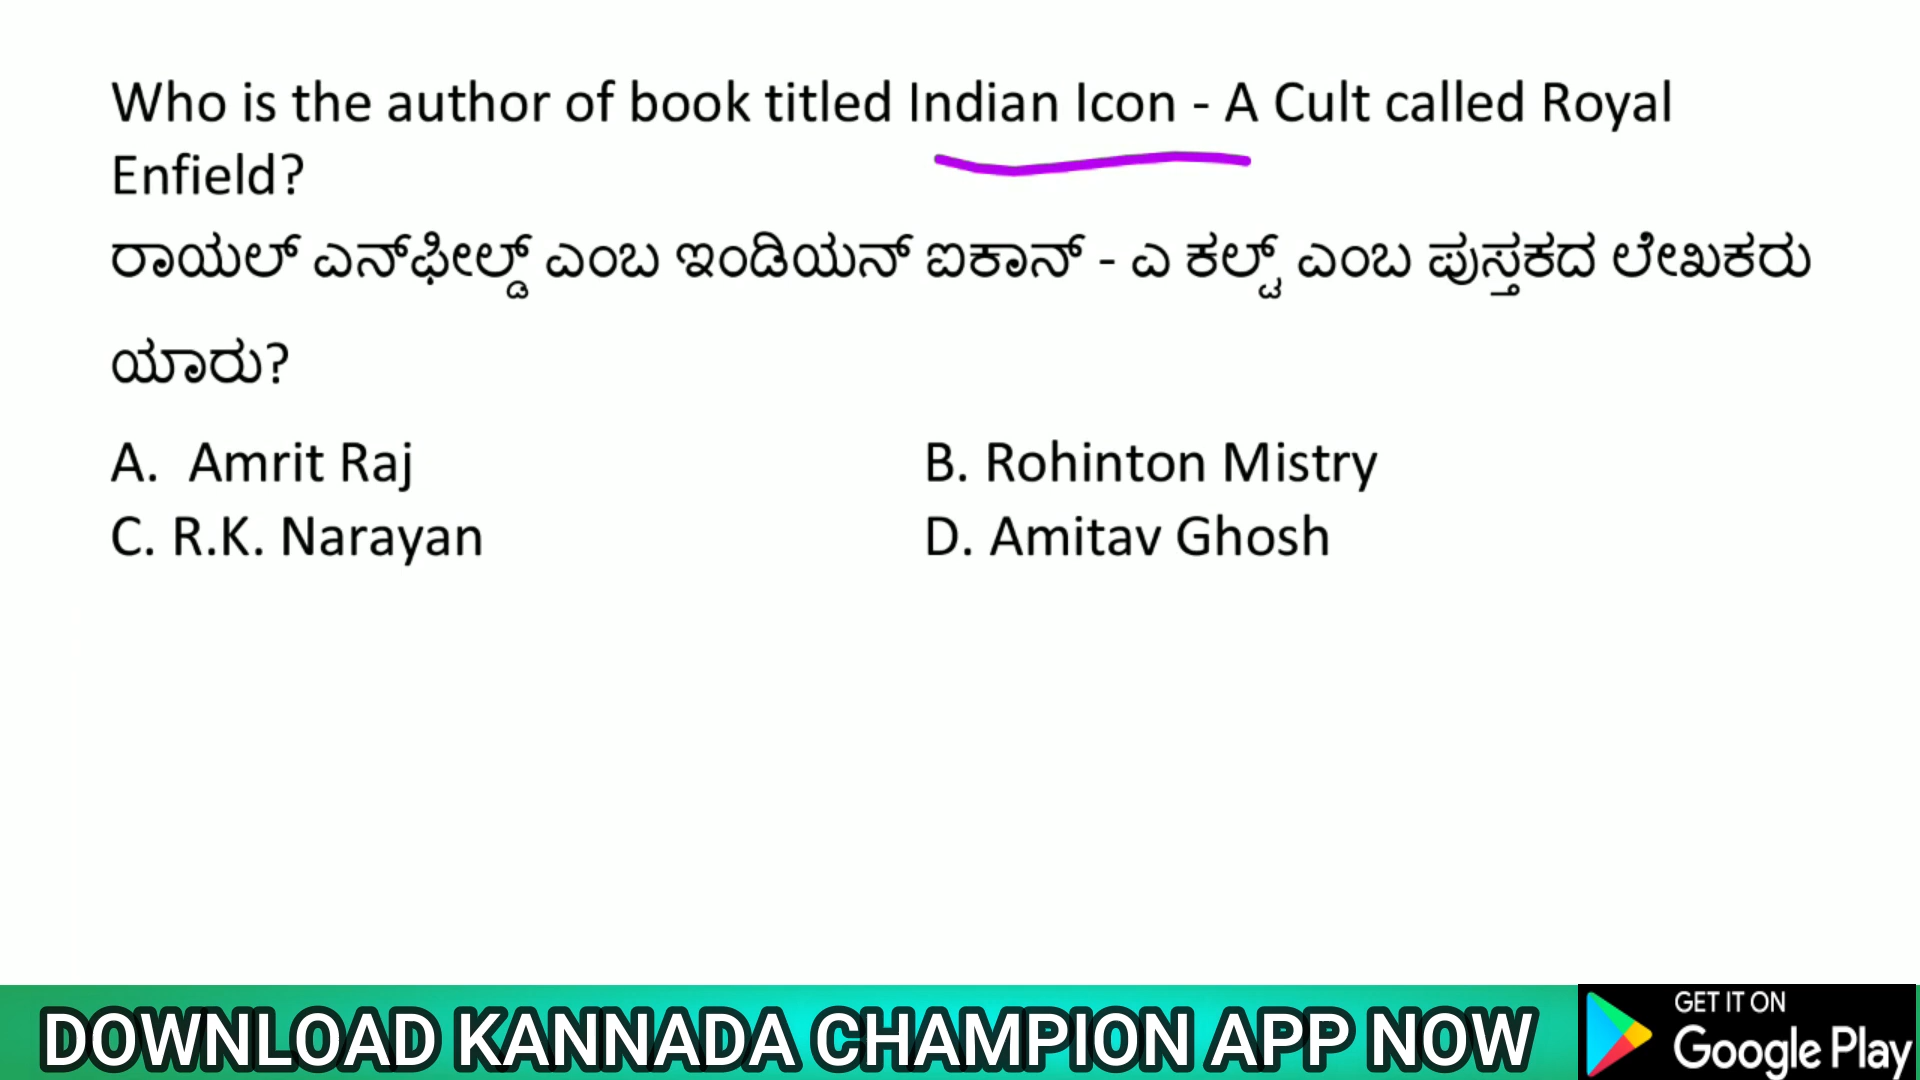 Who is the author of book titled Indian Icon - A Cult called Royal
Enfield?
ರಾಯಲ್ ಎನ್‌ಫೀಲ್ಡ್ ಎಂಬ ಇಂಡಿಯನ್ ಐಕಾನ್ - ಎ ಕಲ್ಟ್ ಎಂಬ ಪುಸ್ತಕದ ಲೇಖಕರು
ಯಾರು?
A. Amrit Raj B. Rohinton Mistry
C. R.K. Narayan D. Amitav Ghosh
DOWNLOAD KANNADA CHAMPION APP NOW
GET IT ON
Google Play